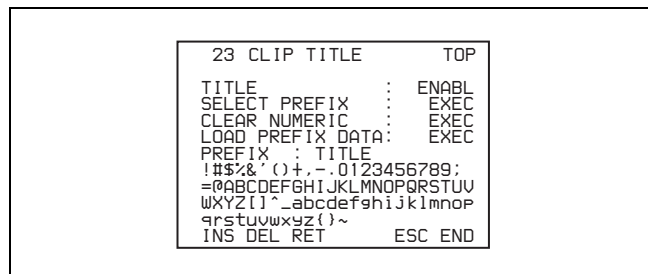 23 CLIP TITLE TOP
TITLE : ENABL
SELECT PREFIX : EXEC
CLEAR NUMERIC : EXEC
LOAD PREFIX DATA: EXEC
PREFIX : TITLE
!#$%&´()+,-.0123456789;
=@ABCDEFGHIJKLMNOPQRSTUV
WXYZ[]^_abcdefghijklmnop
qrstuvwxyz{}~
INS DEL RET ESC END